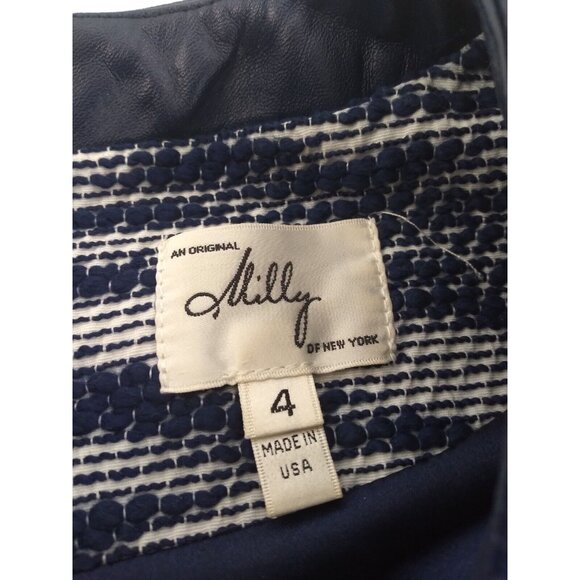 AN ORIGINAL
Milly
OF NEW YORK
4
MADE IN
USA